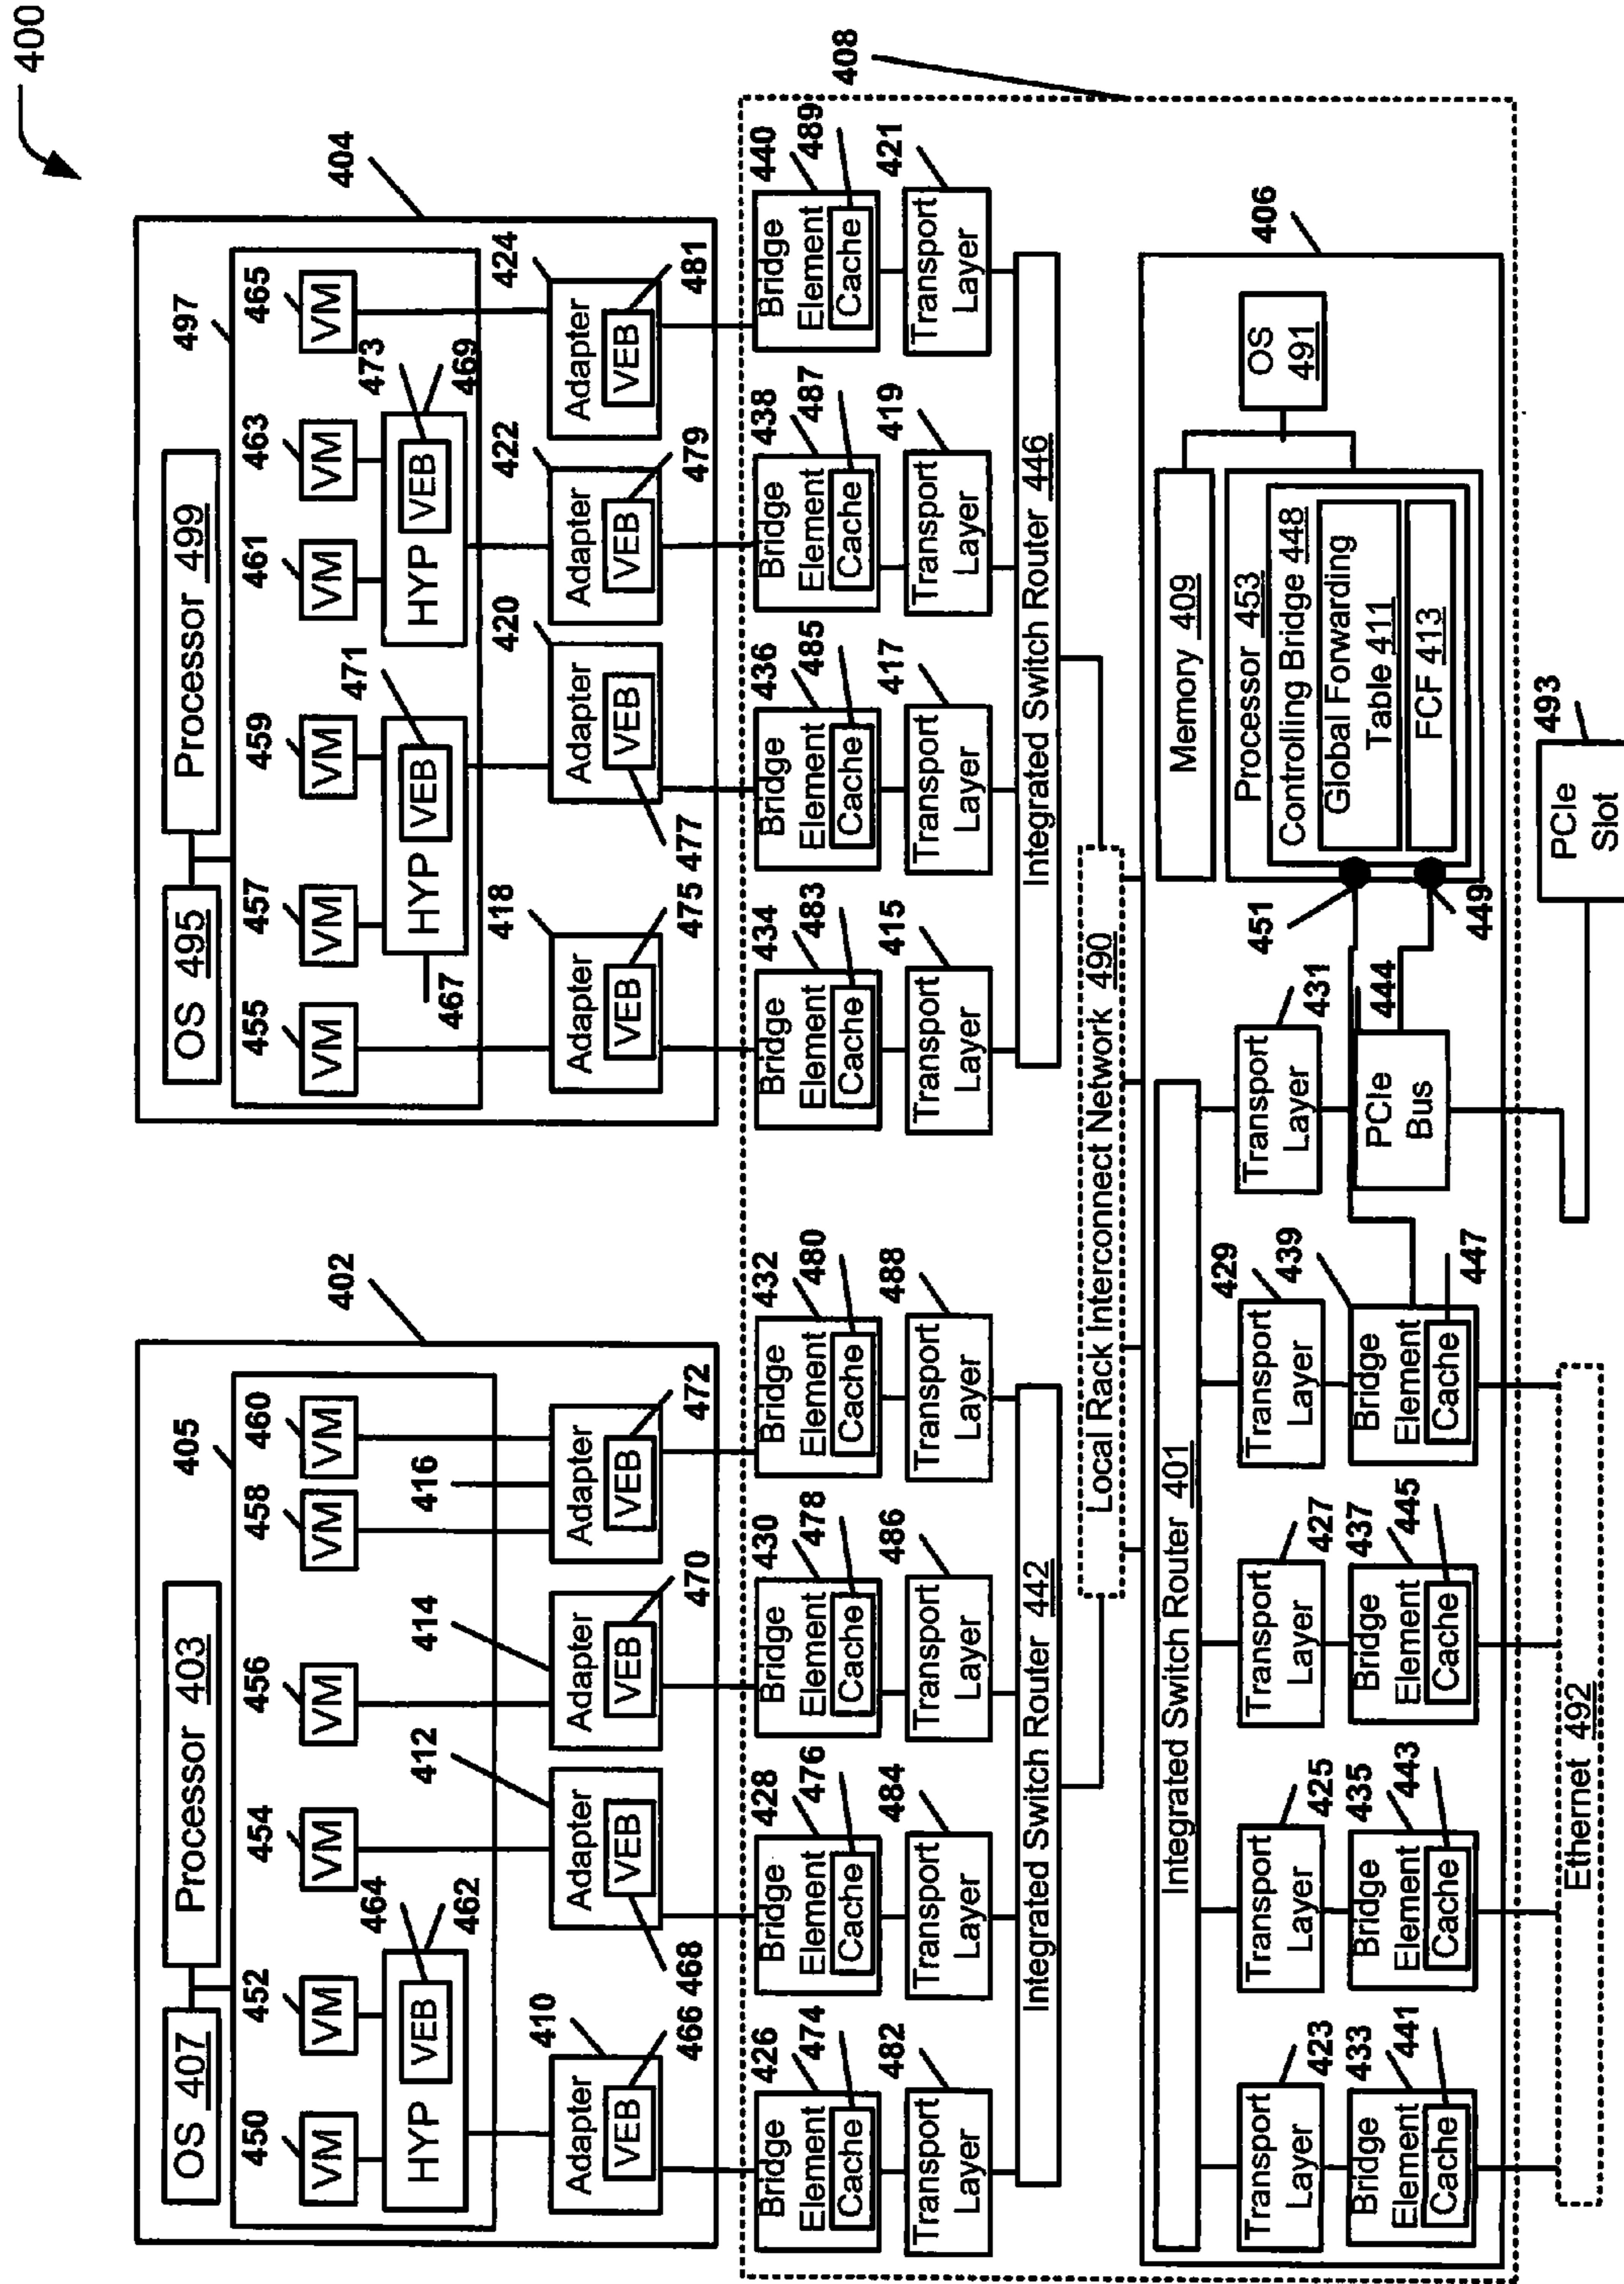 400
402
404
OS 407
Processor 403
405
OS 495
Processor 499
497
450
452
454
456
458
460
455
457
459
461
463
465
VM
VM
VM
VM
VM
VM
VM
VM
VM
VM
VM
VM
464
462
HYP
VEB
467
HYP
VEB
471
HYP
VEB
473
469
410
412
414
416
418
420
422
424
Adapter
VEB
466
Adapter
VEB
468
Adapter
VEB
470
Adapter
VEB
472
Adapter
VEB
475
Adapter
VEB
477
Adapter
VEB
479
Adapter
VEB
481
408
426
474
Bridge
Element
Cache
428
476
Bridge
Element
Cache
430
478
Bridge
Element
Cache
432
480
Bridge
Element
Cache
434
483
Bridge
Element
Cache
436
485
Bridge
Element
Cache
438
487
Bridge
Element
Cache
440
489
Bridge
Element
Cache
482
Transport
Layer
484
Transport
Layer
486
Transport
Layer
488
Transport
Layer
415
Transport
Layer
417
Transport
Layer
419
Transport
Layer
421
Transport
Layer
Integrated Switch Router 442
Integrated Switch Router 446
Local Rack Interconnect Network 490
406
Integrated Switch Router 401
423
Transport
Layer
425
Transport
Layer
427
Transport
Layer
429
Transport
Layer
431
Transport
Layer
433
441
Bridge
Element
Cache
435
443
Bridge
Element
Cache
437
445
Bridge
Element
Cache
439
447
Bridge
Element
Cache
444
PCIe
Bus
451
449
Memory 409
Processor 453
Controlling Bridge 448
Global Forwarding
Table 411
FCF 413
OS
491
Ethernet 492
493
PCIe
Slot